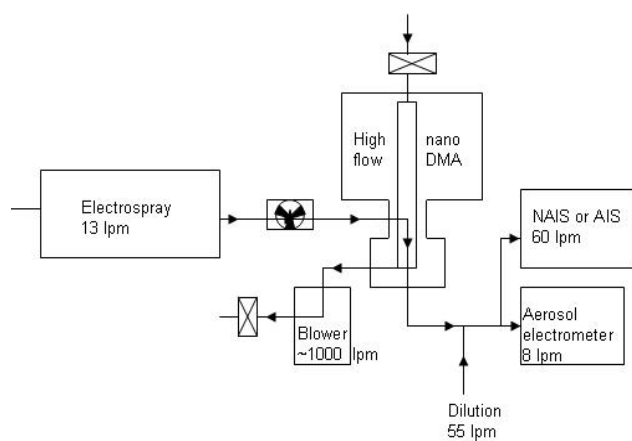 High
flow
nano
DMA
Electrospray
13 lpm
NAIS or AIS
60 lpm
Aerosol
electrometer
8 lpm
Blower
~1000 lpm
Dilution
55 lpm